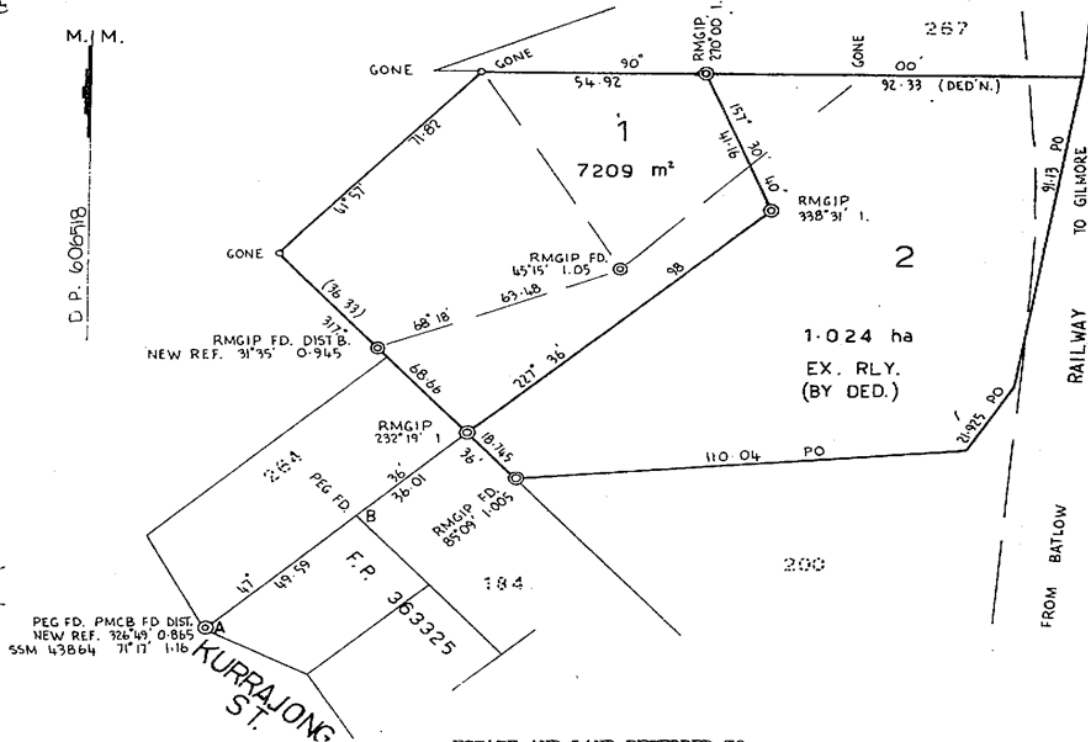 M. M.
D.P. 606518
GONE
GONE
90°
54.92
RMGIP.
270°00' 1.
GONE
267
00'
92.33 (DED'N.)
71.82
61°57'
1
7209 m²
157° 30' 40"
41.16
RMGIP
338°31' 1.
91.13 PO
RAILWAY TO GILMORE
GONE
RMGIP FD.
45°15' 1.05
2
(36.33)
317°
68°18'
63.48
98
RMGIP FD. DISTB.
NEW REF. 31°35' 0.945
68.66
227° 36'
1.024 ha
EX. RLY.
(BY DED.)
RMGIP
232°19' 1
18.745
36'
21.925 PO
110.04 PO
264
PEG FD.
36'
36.01
RMGIP FD.
85°09' 1.005
B
F.P.
363325
184
200
47°
49.59
FROM BATLOW
PEG FD. PMCB FD DIST.
NEW REF. 326°49' 0.865
SSM 43864 71°17' 1.16
A
KURRAJONG
ST.